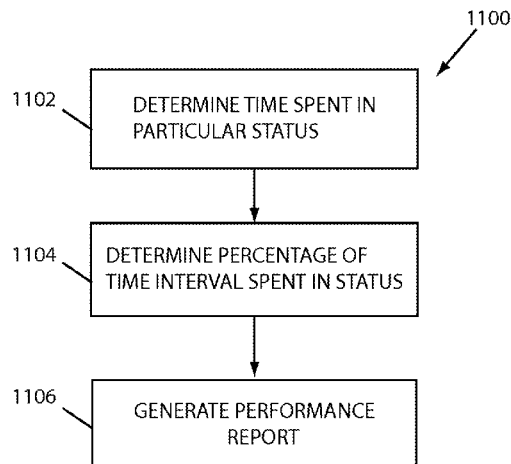 1100
1102
DETERMINE TIME SPENT IN
PARTICULAR STATUS
1104
DETERMINE PERCENTAGE OF
TIME INTERVAL SPENT IN STATUS
1106
GENERATE PERFORMANCE
REPORT